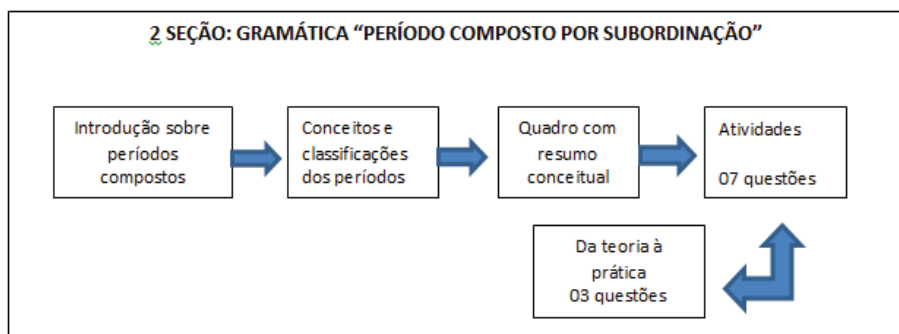 2 SEÇÃO: GRAMÁTICA “PERÍODO COMPOSTO POR SUBORDINAÇÃO”
Introdução sobre
períodos
compostos
Conceitos e
classificações
dos períodos
Quadro com
resumo
conceitual
Atividades
07 questões
Da teoria à
prática
03 questões